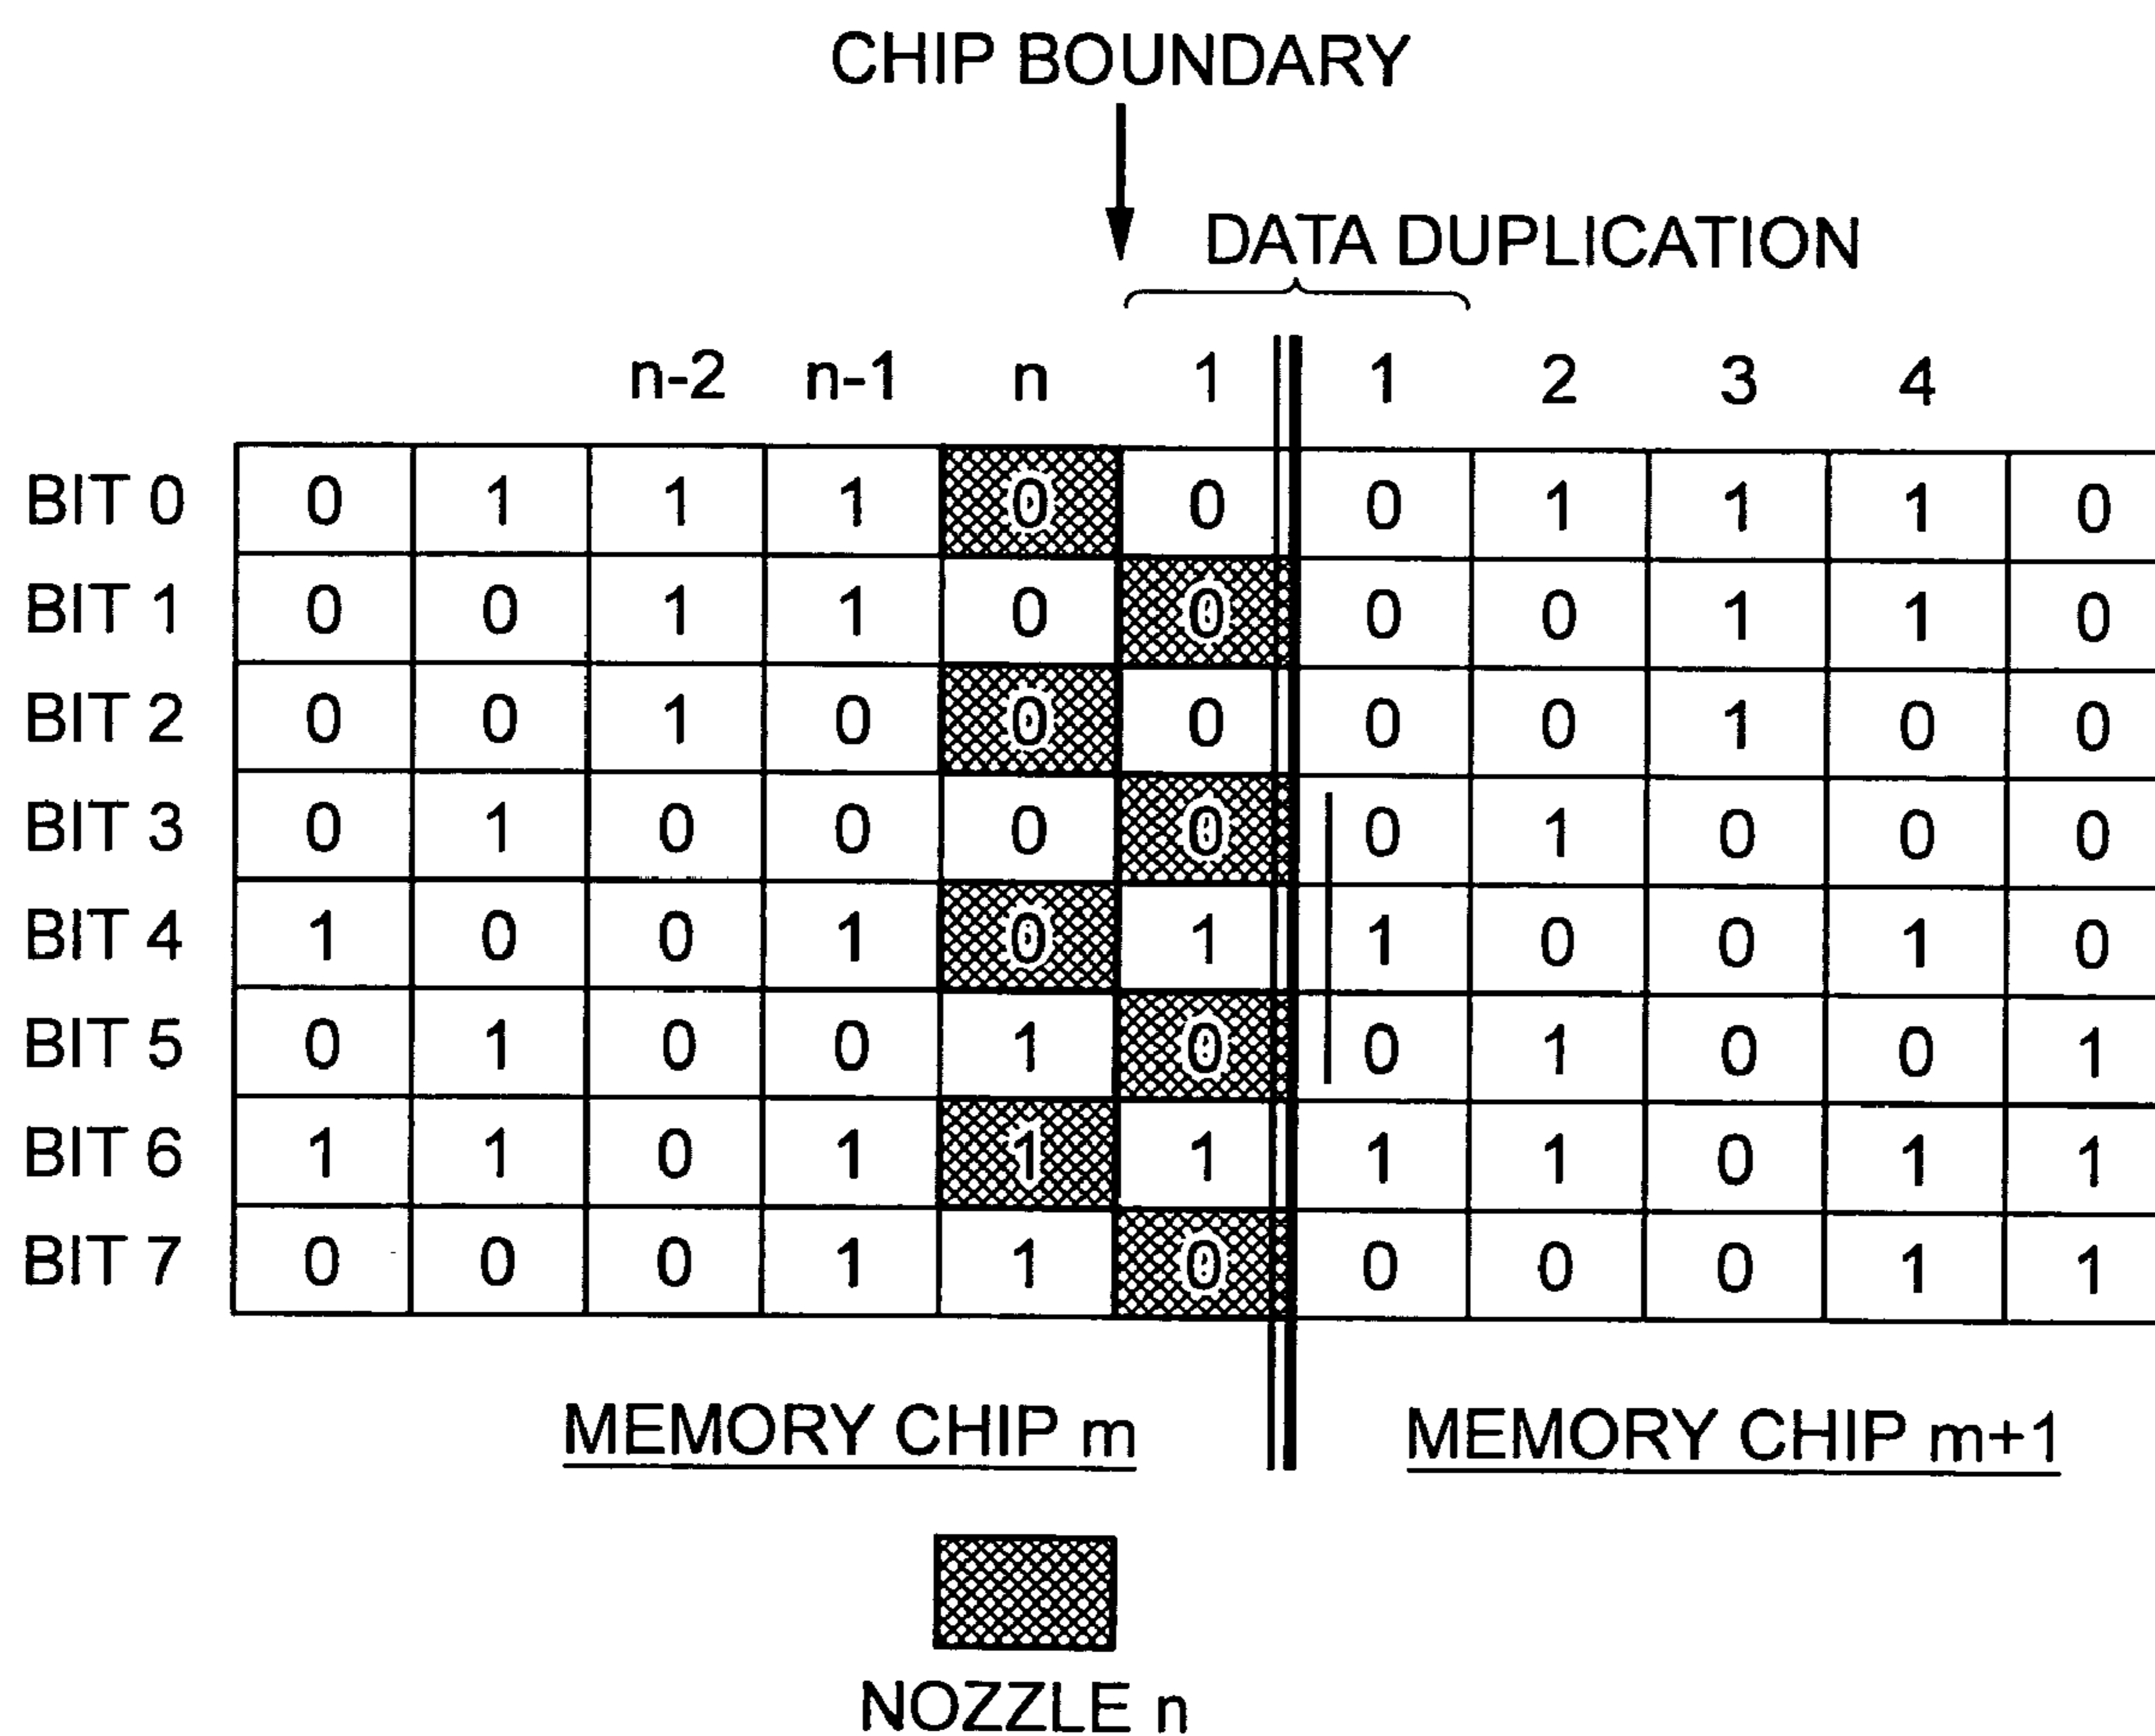 CHIP BOUNDARY
DATA DUPLICATION
n-2 n-1 n 1 1 2 3 4
BIT 0 0 1 1 1 0 0 0 1 1 1 0
BIT 1 0 0 1 1 0 0 0 0 1 1 0
BIT 2 0 0 1 0 0 0 0 0 1 0 0
BIT 3 0 1 0 0 0 0 0 1 0 0 0
BIT 4 1 0 0 1 0 1 1 0 0 1 0
BIT 5 0 1 0 0 1 0 0 1 0 0 1
BIT 6 1 1 0 1 1 1 1 1 0 1 1
BIT 7 0 0 0 1 1 0 0 0 0 1 1
MEMORY CHIP m MEMORY CHIP m+1
NOZZLE n